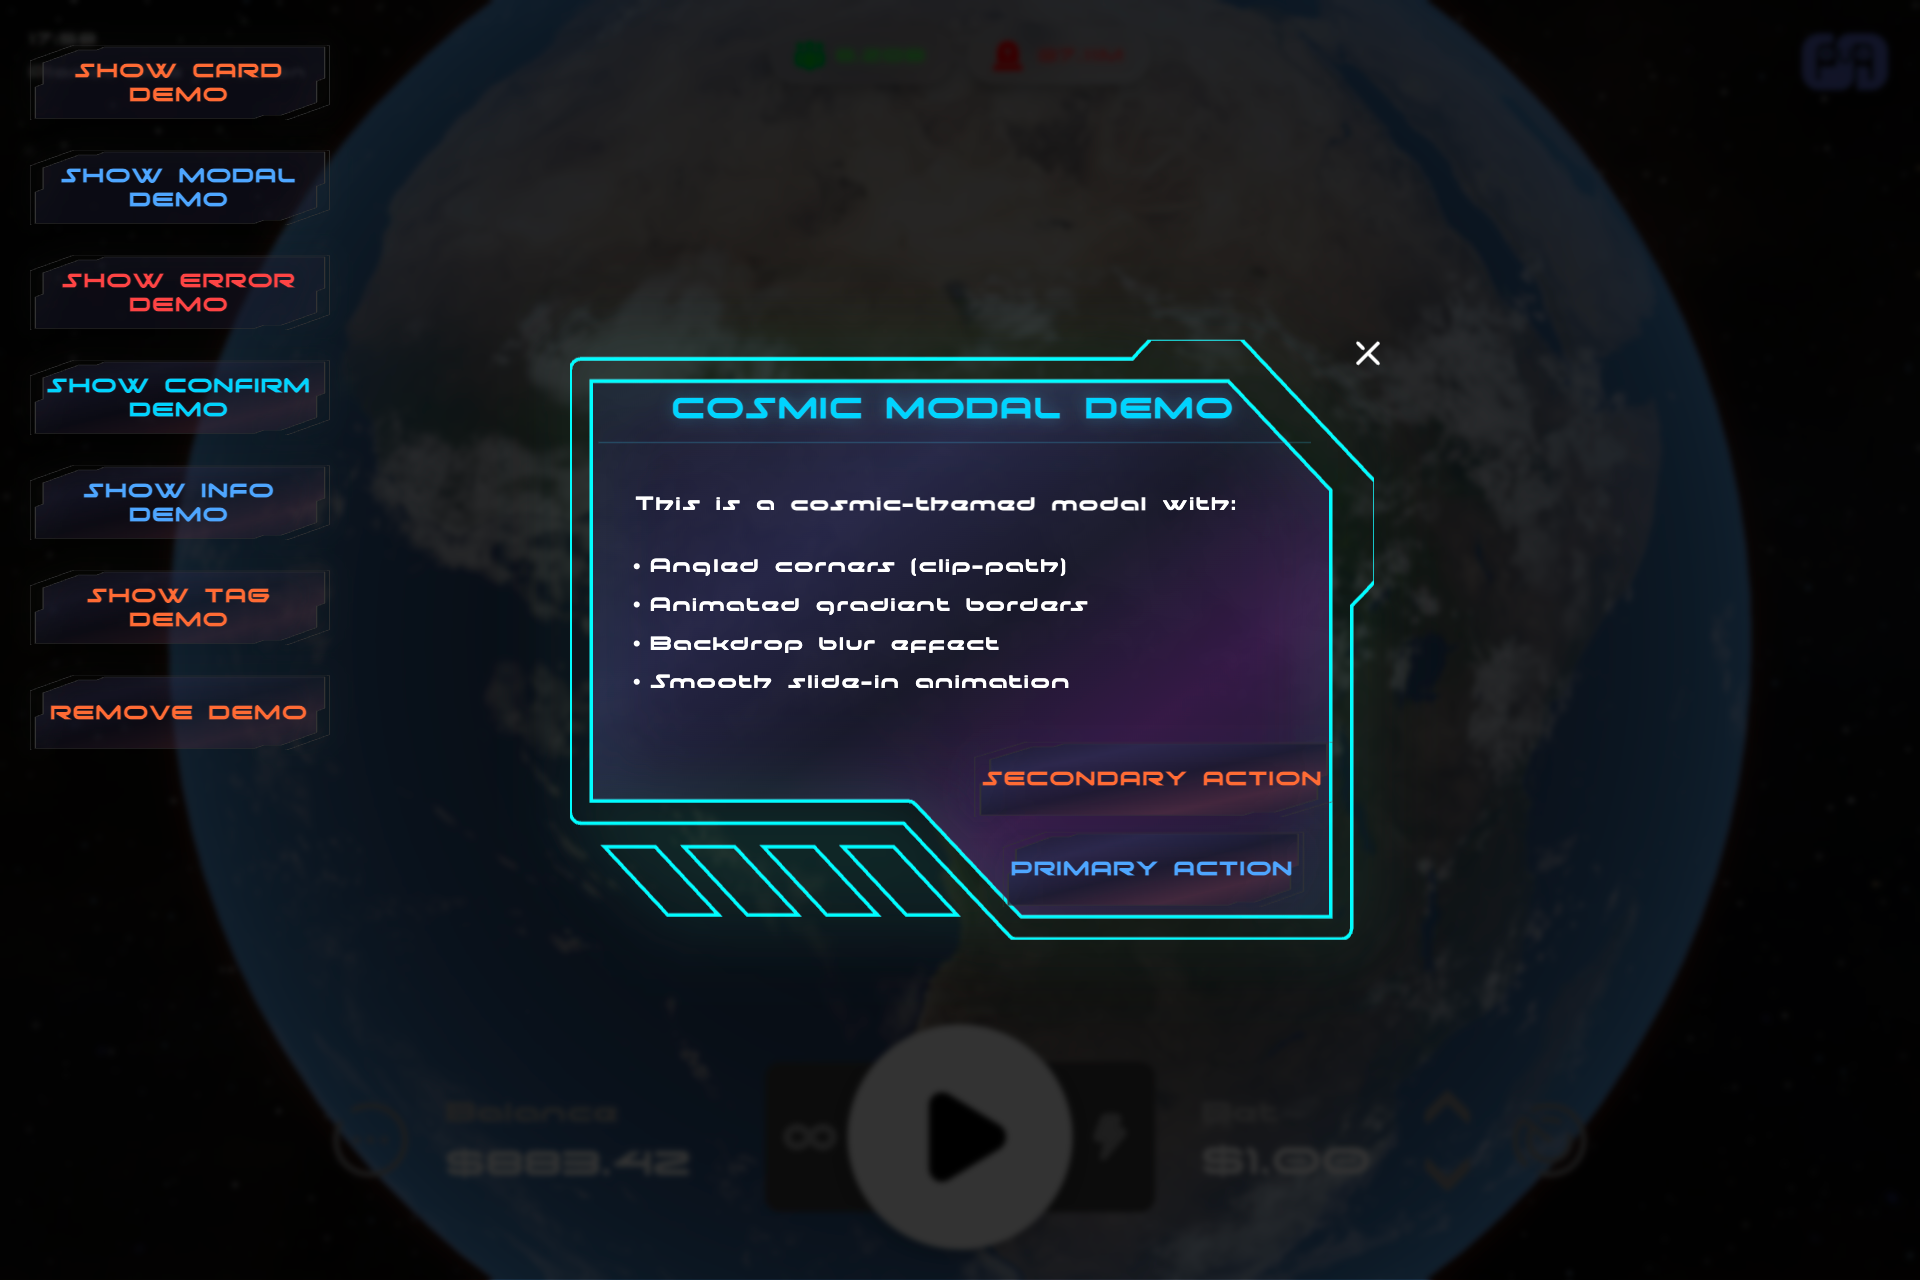 SHOW CARD
DEMO
SHOW MODAL
DEMO
SHOW ERROR
DEMO
SHOW CONFIRM
DEMO
SHOW INFO
DEMO
SHOW TAG
DEMO
REMOVE DEMO
COSMIC MODAL DEMO
This is a cosmic-themed modal with:
• Angled corners (clip-path)
• Animated gradient borders
• Backdrop blur effect
• Smooth slide-in animation
SECONDARY ACTION
PRIMARY ACTION
Balance
$883.42
Bet
$1.00